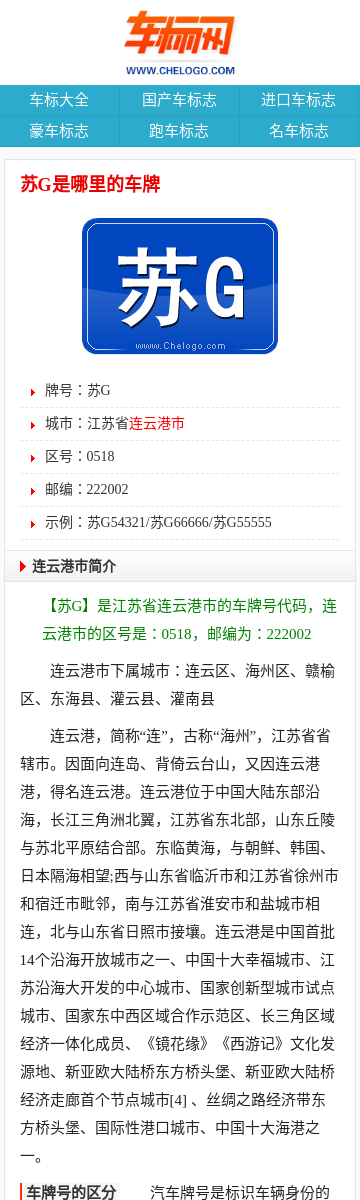 车标网
WWW.CHELOGO.COM
车标大全 国产车标志 进口车标志
豪车标志 跑车标志 名车标志
苏G是哪里的车牌
苏G
www.Chelogo.com
牌号：苏G
城市：江苏省连云港市
区号：0518
邮编：222002
示例：苏G54321/苏G66666/苏G55555
连云港市简介
【苏G】是江苏省连云港市的车牌号代码，连
云港市的区号是：0518，邮编为：222002
连云港市下属城市：连云区、海州区、赣榆
区、东海县、灌云县、灌南县
连云港，简称“连”，古称“海州”，江苏省省
辖市。因面向连岛、背倚云台山，又因连云港
港，得名连云港。连云港位于中国大陆东部沿
海，长江三角洲北翼，江苏省东北部，山东丘陵
与苏北平原结合部。东临黄海，与朝鲜、韩国、
日本隔海相望;西与山东省临沂市和江苏省徐州市
和宿迁市毗邻，南与江苏省淮安市和盐城市相
连，北与山东省日照市接壤。连云港是中国首批
14个沿海开放城市之一、中国十大幸福城市、江
苏沿海大开发的中心城市、国家创新型城市试点
城市、国家东中西区域合作示范区、长三角区域
经济一体化成员、《镜花缘》《西游记》文化发
源地、新亚欧大陆桥东方桥头堡、新亚欧大陆桥
经济走廊首个节点城市[4] 、丝绸之路经济带东
方桥头堡、国际性港口城市、中国十大海港之
一。
车牌号的区分 汽车牌号是标识车辆身份的